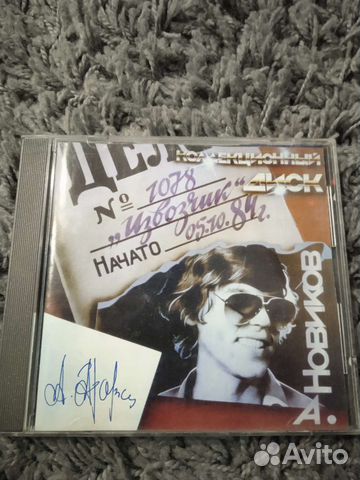 ДЕЛ
КОЛЛЕКЦИОННЫЙ
ДИСК
№ 1078
„Извозчик“
НАЧАТО 05.10.84г.
А. НОВИКОВ
Avito